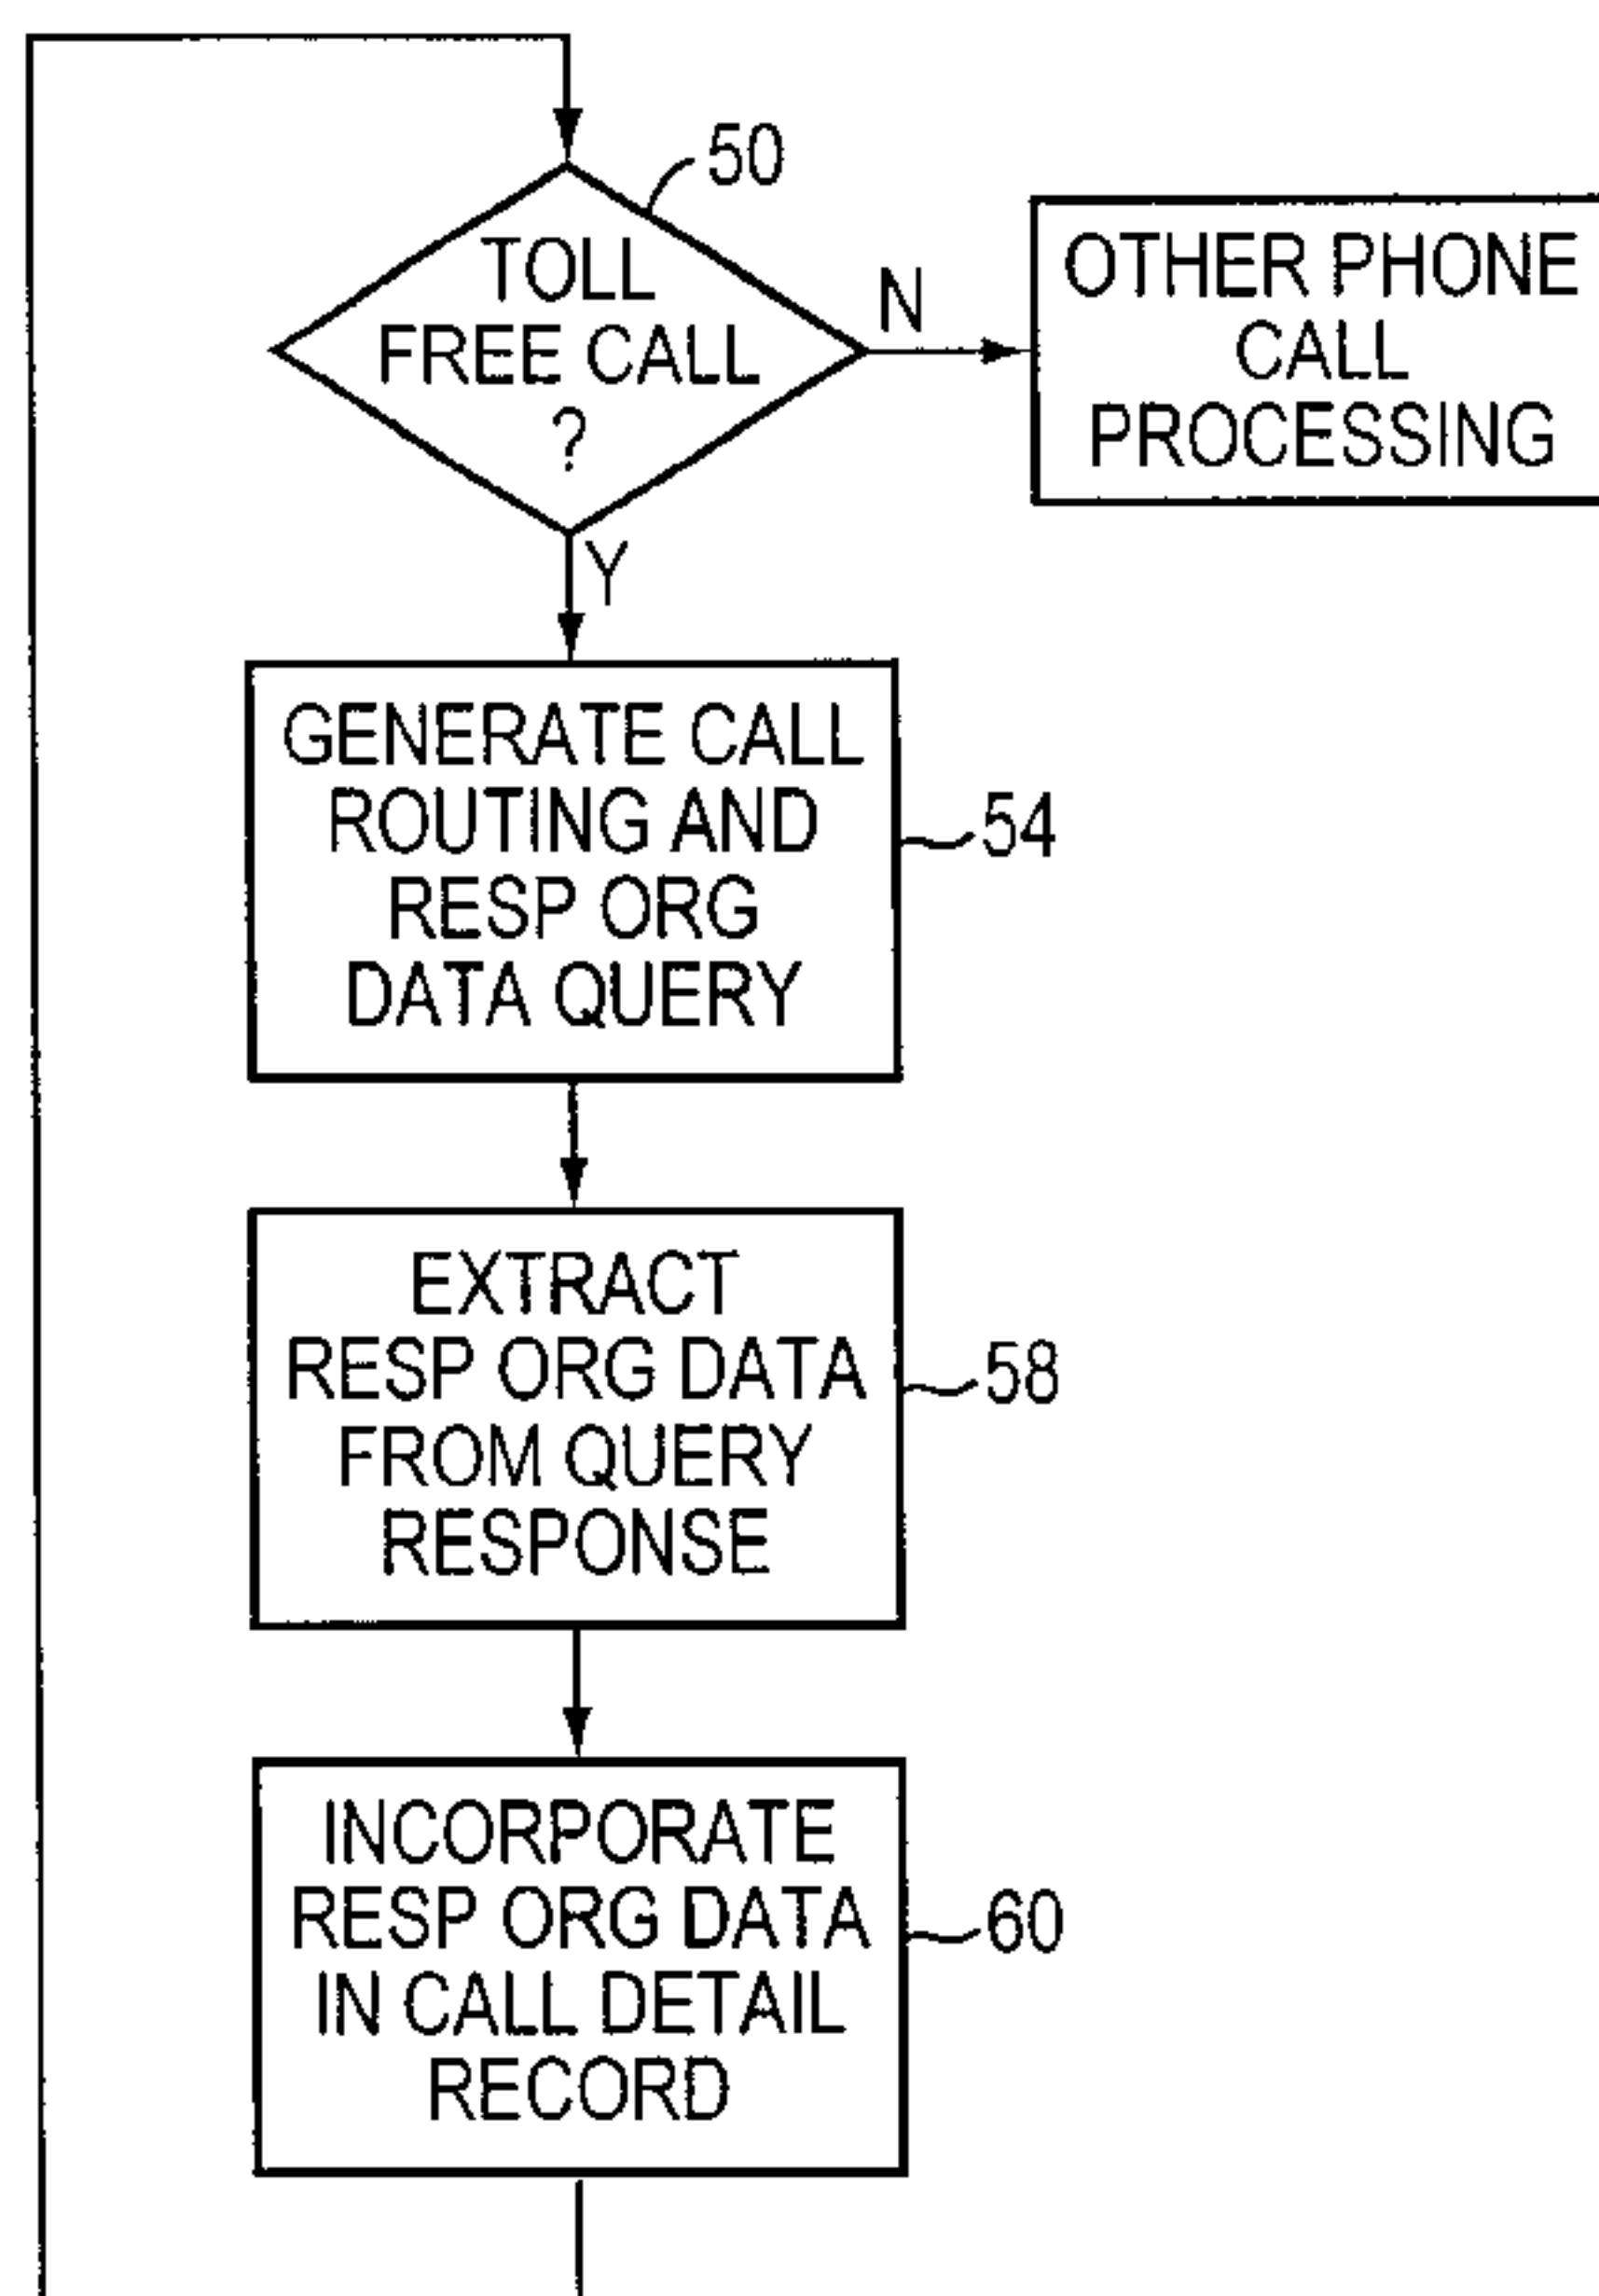 50
TOLL
FREE CALL
?
N
OTHER PHONE
CALL
PROCESSING
Y
GENERATE CALL
ROUTING AND
RESP ORG
DATA QUERY
54
EXTRACT
RESP ORG DATA
FROM QUERY
RESPONSE
58
INCORPORATE
RESP ORG DATA
IN CALL DETAIL
RECORD
60